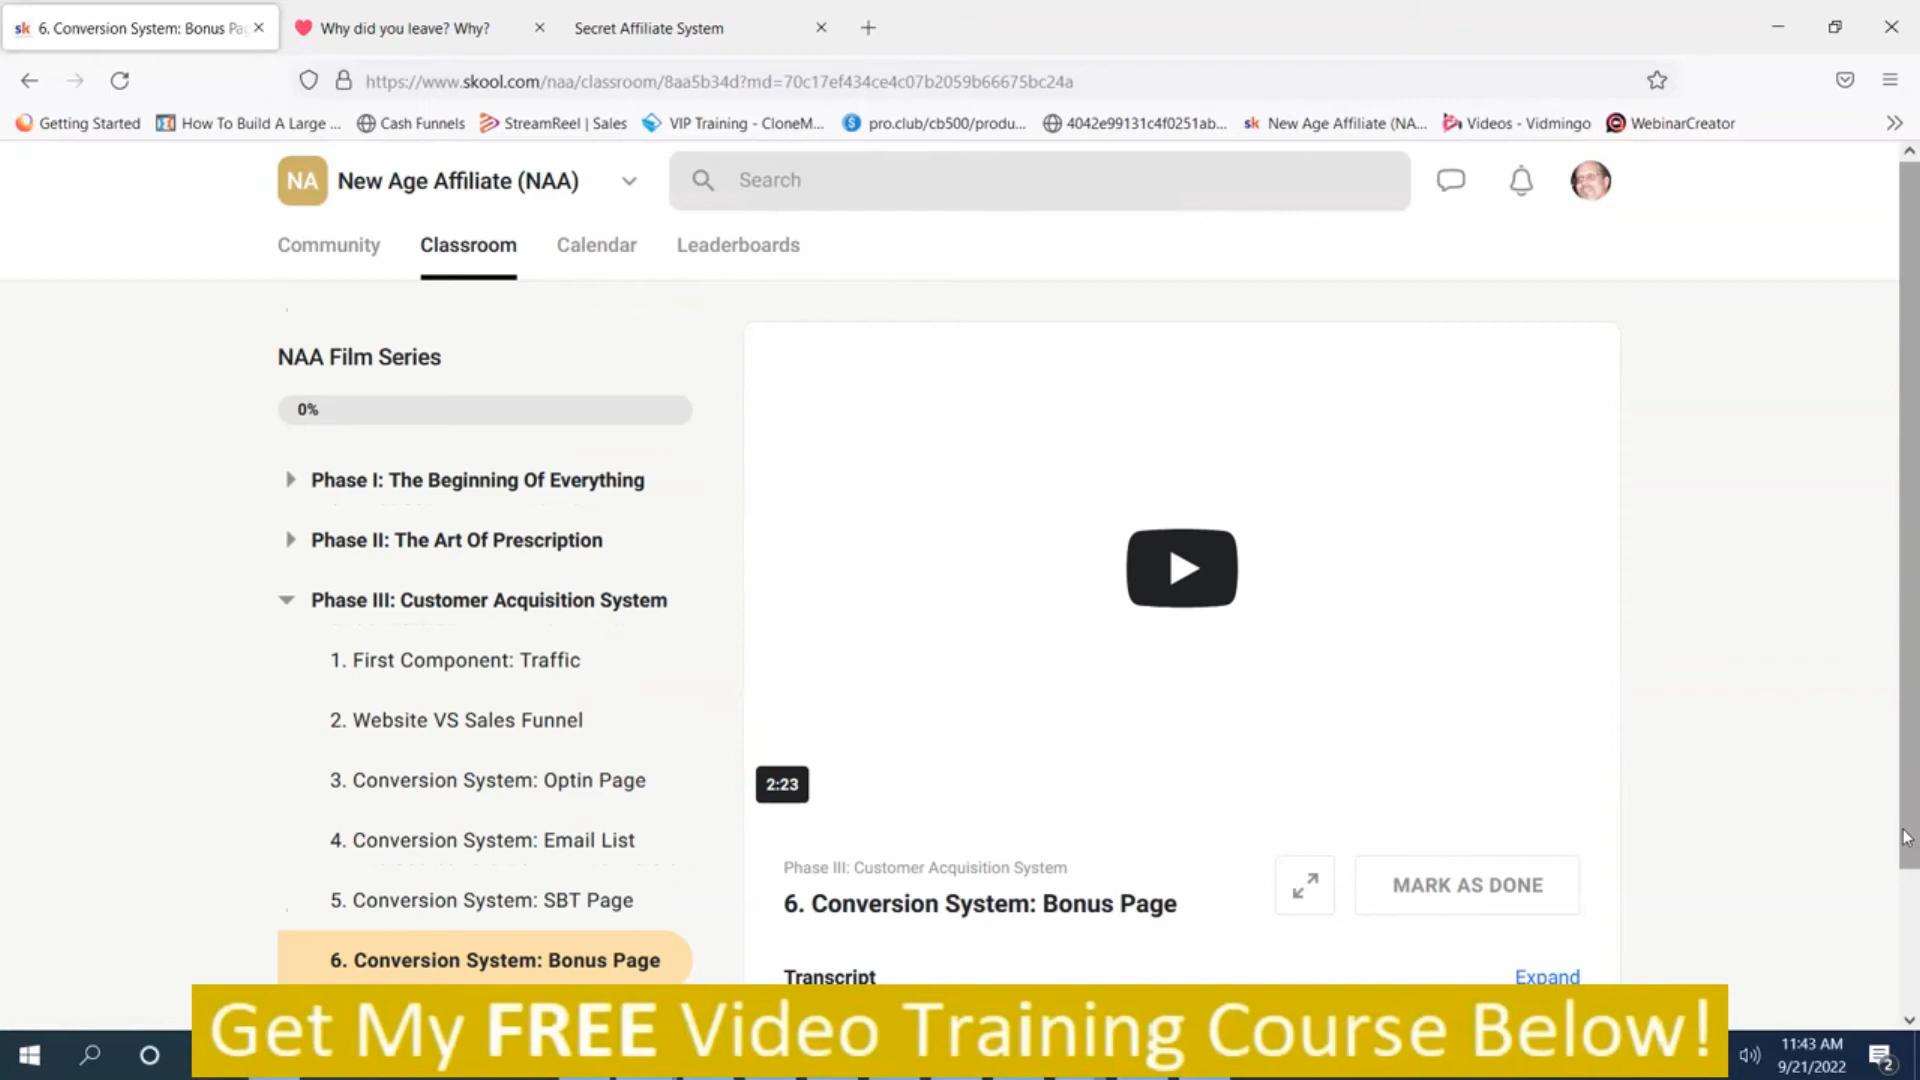 sk 6. Conversion System: Bonus Pag
Why did you leave? Why?
Secret Affiliate System
https://www.skool.com/naa/classroom/8aa5b34d?md=70c17ef434ce4c07b2059b66675bc24a
Getting Started
How To Build A Large ...
Cash Funnels
StreamReel | Sales
VIP Training - CloneM...
pro.club/cb500/produ...
4042e99131c4f0251ab...
sk New Age Affiliate (NA...
Videos - Vidmingo
WebinarCreator
NA New Age Affiliate (NAA)
Search
Community Classroom Calendar Leaderboards
NAA Film Series
0%
Phase I: The Beginning Of Everything
Phase II: The Art Of Prescription
Phase III: Customer Acquisition System
1. First Component: Traffic
2. Website VS Sales Funnel
3. Conversion System: Optin Page
4. Conversion System: Email List
5. Conversion System: SBT Page
6. Conversion System: Bonus Page
2:23
Phase III: Customer Acquisition System
6. Conversion System: Bonus Page
MARK AS DONE
Transcript
Expand
Get My FREE Video Training Course Below!
11:43 AM
9/21/2022
2